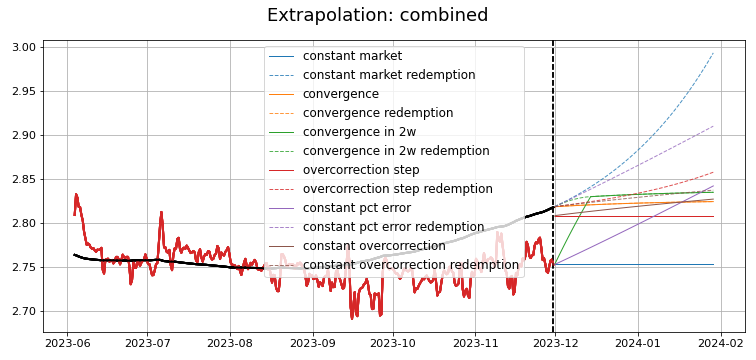 Extrapolation: combined
3.00
2.95
2.90
2.85
2.80
2.75
2.70
constant market
constant market redemption
convergence
convergence redemption
convergence in 2w
convergence in 2w redemption
overcorrection step
overcorrection step redemption
constant pct error
constant pct error redemption
constant overcorrection
constant overcorrection redemption
2023-06 2023-07 2023-08 2023-09 2023-10 2023-11 2023-12 2024-01 2024-02